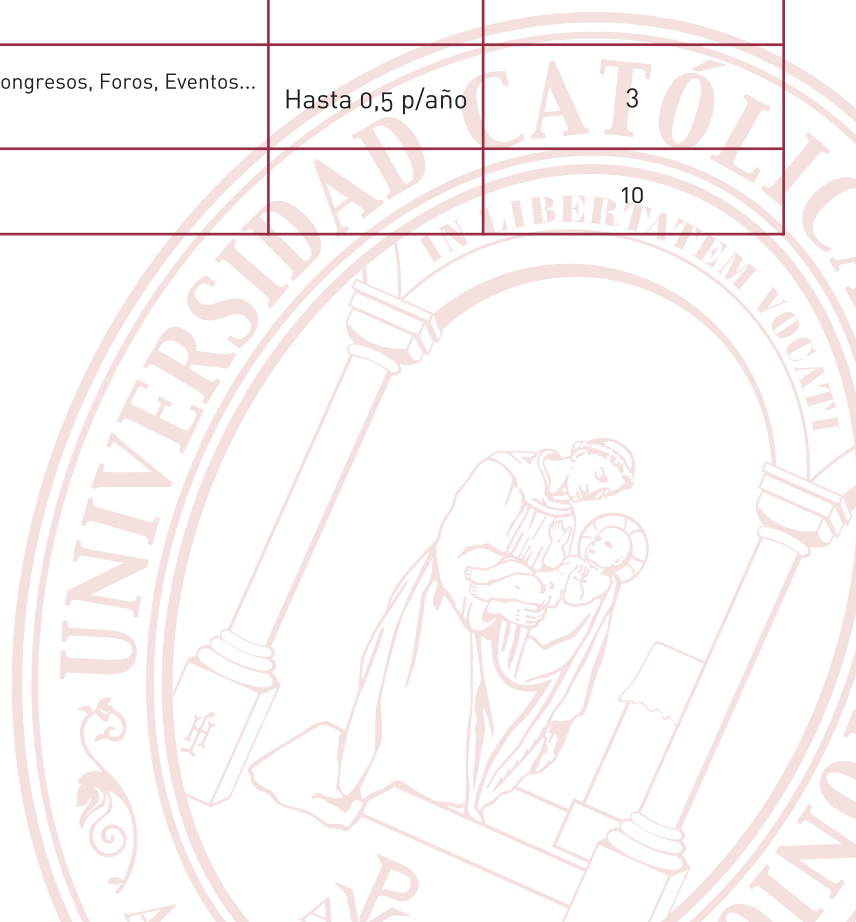 ongresos, Foros, Eventos...
Hasta 0,5 p/año
3
10
UNIVERSIDAD CATÓLICA
IN LIBERTATEM VOCATI